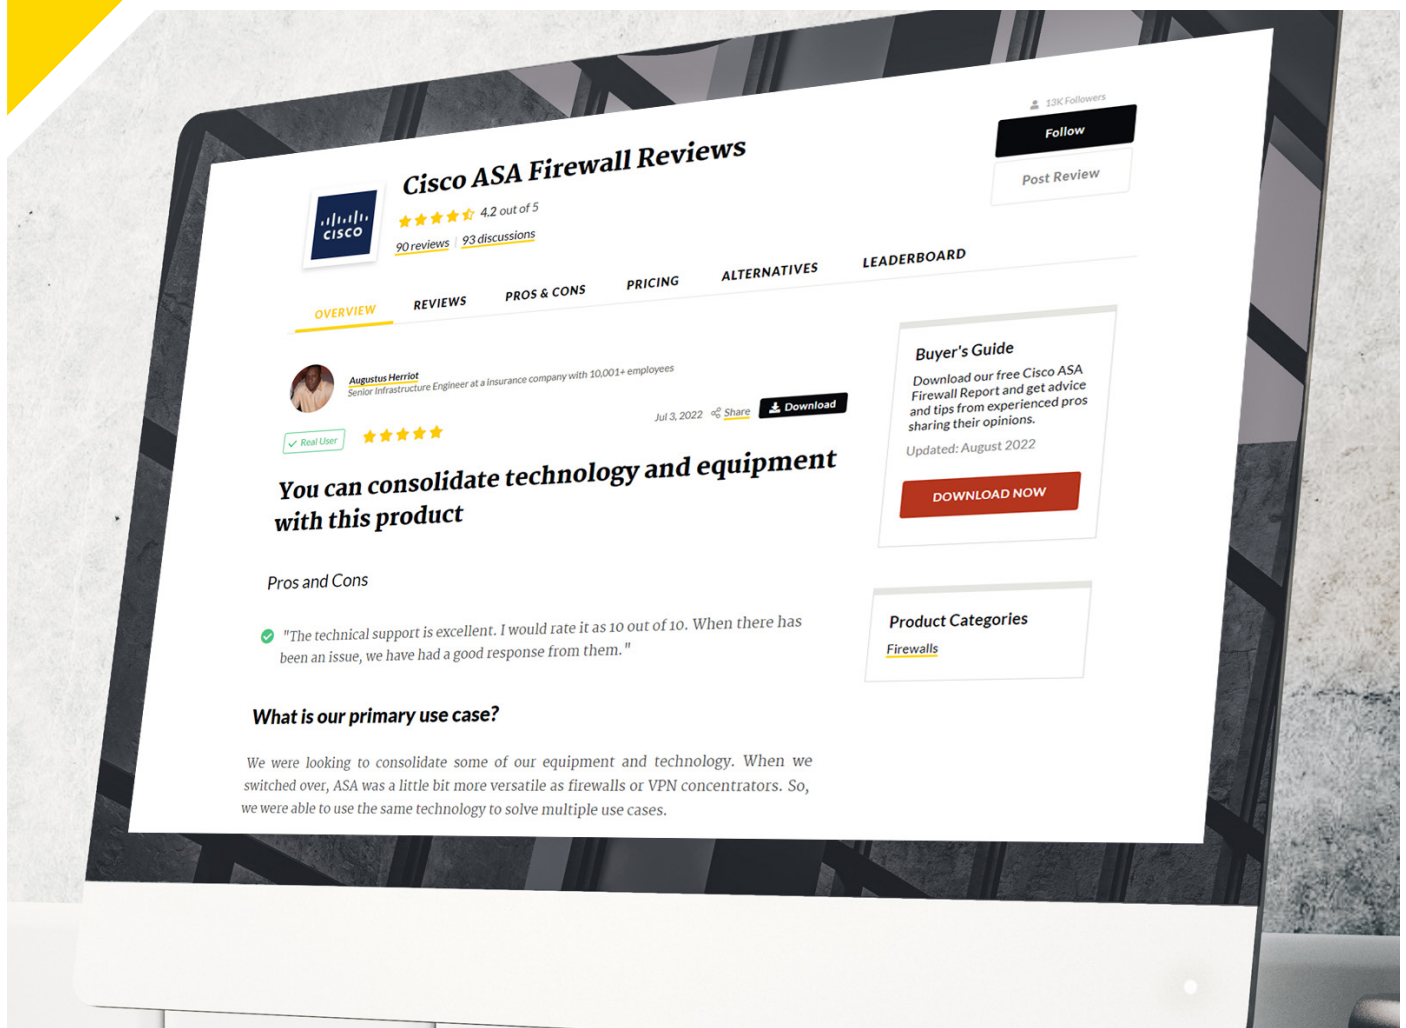 13K Followers
Follow
Post Review
Cisco ASA Firewall Reviews
CISCO
4.2 out of 5
90 reviews | 93 discussions
OVERVIEW REVIEWS PROS & CONS PRICING ALTERNATIVES LEADERBOARD
Augustus Herriot
Senior Infrastructure Engineer at a insurance company with 10,001+ employees
Jul 3, 2022 Share Download
Real User
You can consolidate technology and equipment
with this product
Pros and Cons
"The technical support is excellent. I would rate it as 10 out of 10. When there has
been an issue, we have had a good response from them."
What is our primary use case?
We were looking to consolidate some of our equipment and technology. When we
switched over, ASA was a little bit more versatile as firewalls or VPN concentrators. So,
we were able to use the same technology to solve multiple use cases.
Buyer's Guide
Download our free Cisco ASA
Firewall Report and get advice
and tips from experienced pros
sharing their opinions.
Updated: August 2022
DOWNLOAD NOW
Product Categories
Firewalls